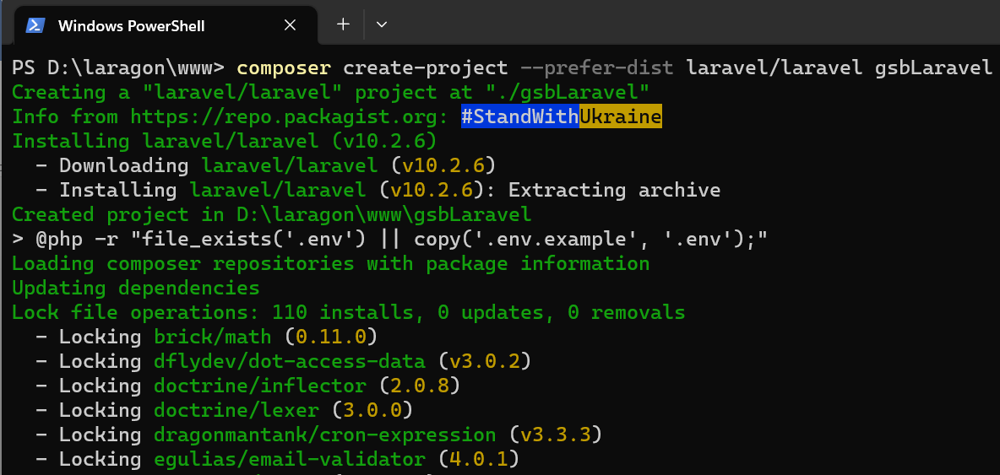 Windows PowerShell
PS D:\laragon\www> composer create-project --prefer-dist laravel/laravel gsbLaravel
Creating a "laravel/laravel" project at "./gsbLaravel"
Info from https://repo.packagist.org: #StandWithUkraine
Installing laravel/laravel (v10.2.6)
  - Downloading laravel/laravel (v10.2.6)
  - Installing laravel/laravel (v10.2.6): Extracting archive
Created project in D:\laragon\www\gsbLaravel
> @php -r "file_exists('.env') || copy('.env.example', '.env');"
Loading composer repositories with package information
Updating dependencies
Lock file operations: 110 installs, 0 updates, 0 removals
  - Locking brick/math (0.11.0)
  - Locking dflydev/dot-access-data (v3.0.2)
  - Locking doctrine/inflector (2.0.8)
  - Locking doctrine/lexer (3.0.0)
  - Locking dragonmantank/cron-expression (v3.3.3)
  - Locking egulias/email-validator (4.0.1)